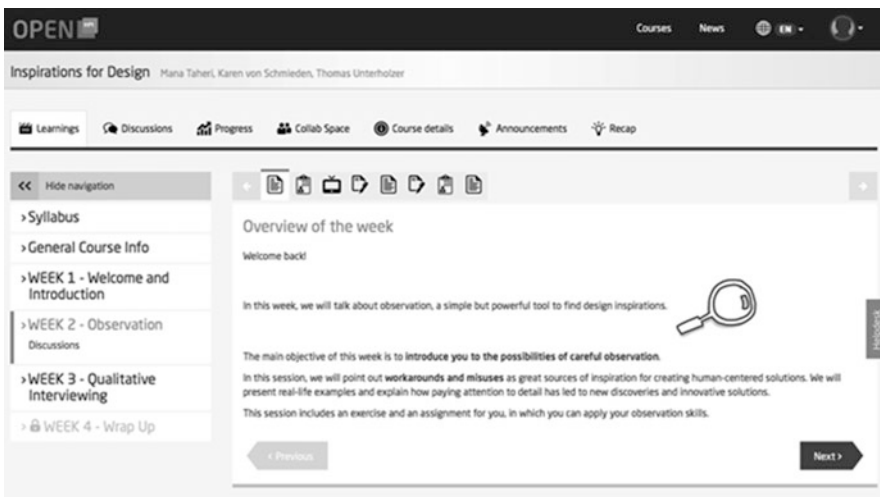 OPEN HPI
Courses News EN
Inspirations for Design Mana Taheri, Karen von Schmieden, Thomas Unterholzer
Learnings Discussions Progress Collab Space Course details Announcements Recap
<< Hide navigation
› Syllabus
› General Course Info
› WEEK 1 - Welcome and
Introduction
› WEEK 2 - Observation
Discussions
› WEEK 3 - Qualitative
Interviewing
› WEEK 4 - Wrap Up
Overview of the week
Welcome back!
In this week, we will talk about observation, a simple but powerful tool to find design inspirations.
The main objective of this week is to introduce you to the possibilities of careful observation.
In this session, we will point out workarounds and misuses as great sources of inspiration for creating human-centered solutions. We will
present real-life examples and explain how paying attention to detail has led to new discoveries and innovative solutions.
This session includes an exercise and an assignment for you, in which you can apply your observation skills.
‹ Previous
Next ›
Helpdesk